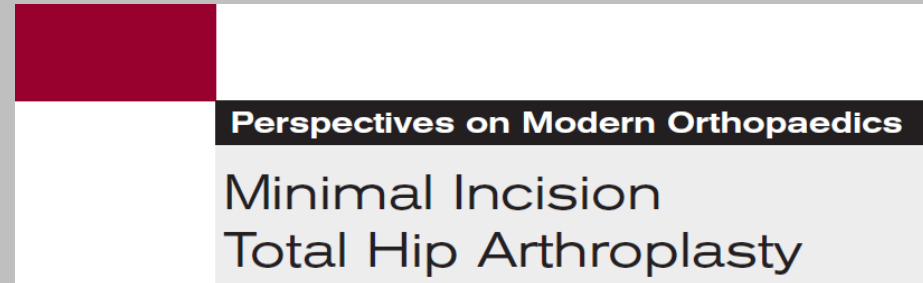 Perspectives on Modern Orthopaedics
Minimal Incision
Total Hip Arthroplasty